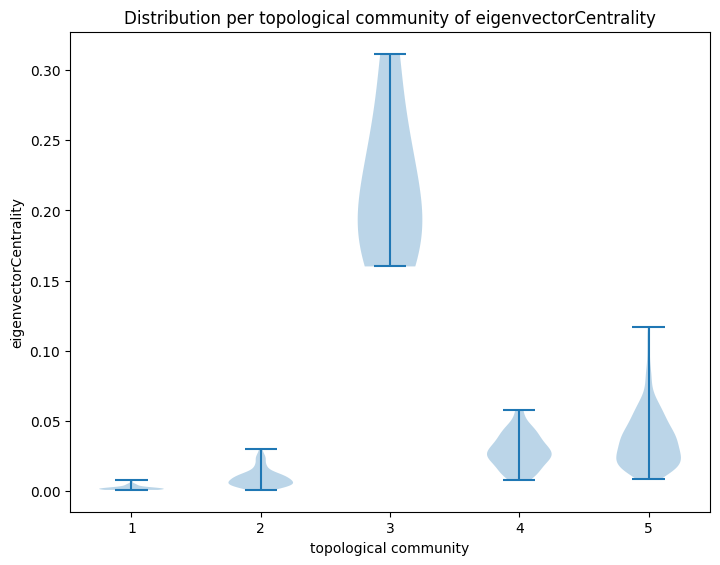 Distribution per topological community of eigenvectorCentrality
eigenvectorCentrality
0.30
0.25
0.20
0.15
0.10
0.05
0.00
1 2 3 4 5
topological community